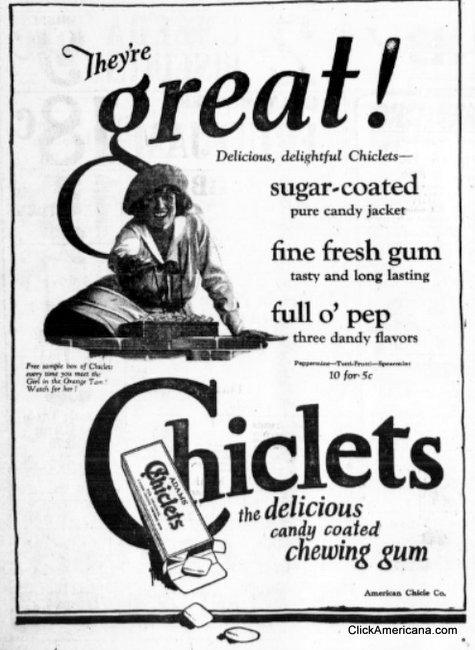 They're
great!
Delicious, delightful Chiclets—
sugar-coated
pure candy jacket
fine fresh gum
tasty and long lasting
full o' pep
three dandy flavors
Peppermint—Tutti-Frutti—Spearmint
10 for 5c
Free sample box of Chiclets
every time you meet the
Girl in the Orange Tam!
Watch for her!
Chiclets
ADAMS
Chiclets
the delicious
candy coated
chewing gum
American Chicle Co.
ClickAmericana.com